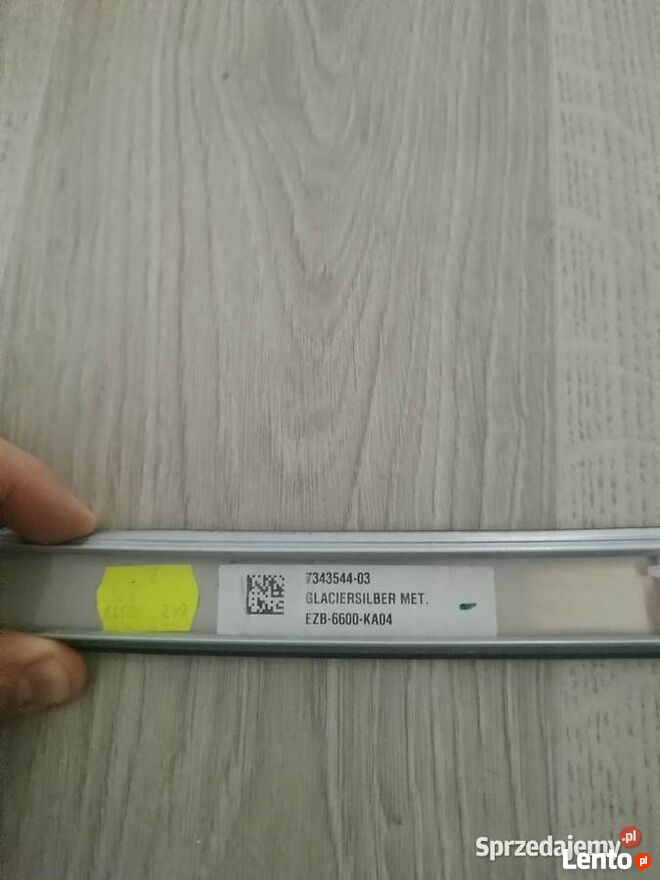 7343544-03
GLACIERSILBER MET.
EZB-6600-KA04
Sprzedajemy.pl
Lento.pl